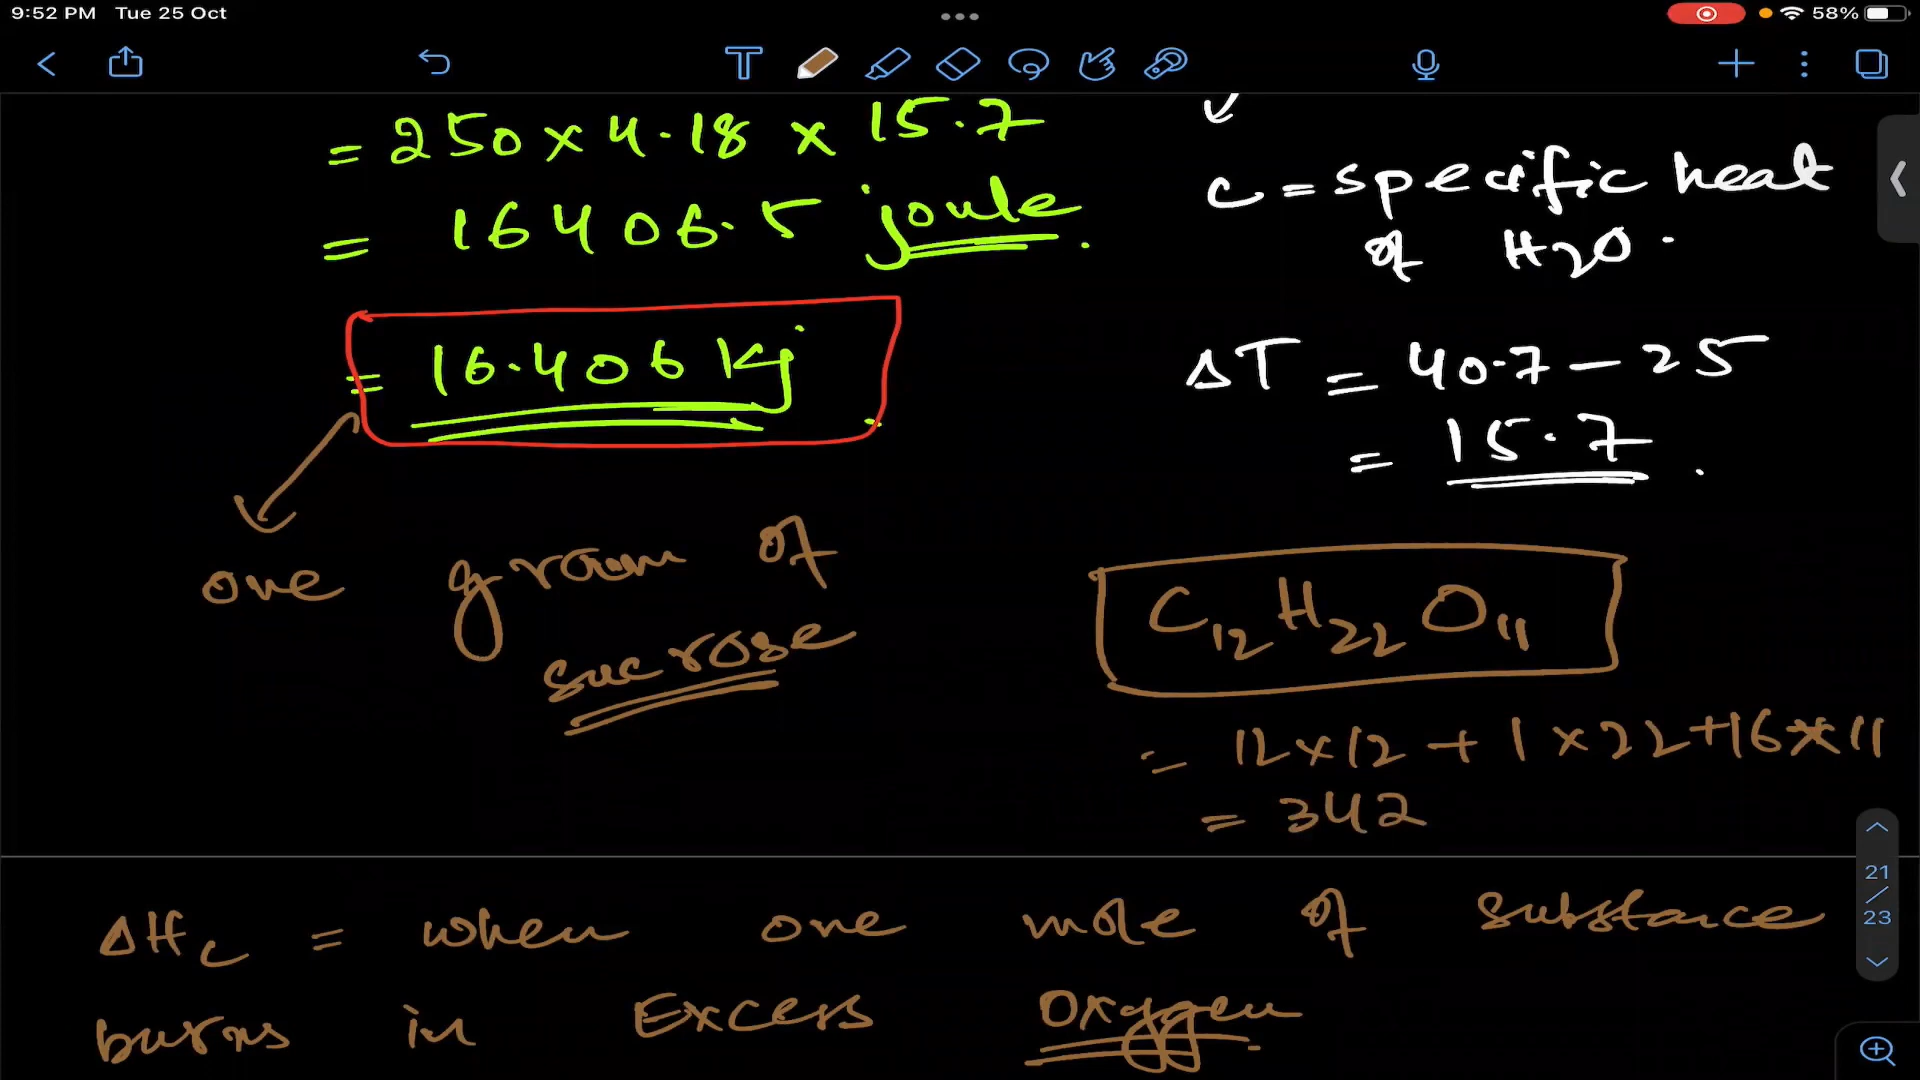 9:52 PM Tue 25 Oct
58%
T
= 250 × 4.18 × 15.7
= 16406.5 joule.
= 16.406 kj.
one gram of
sucrose
c = specific heat
of H2O.
ΔT = 40.7 – 25
= 15.7.
C12H22O11
= 12×12 + 1×22+16×11
= 342
21
23
ΔHc = when one mole of substance
burns in Excess Oxygen.